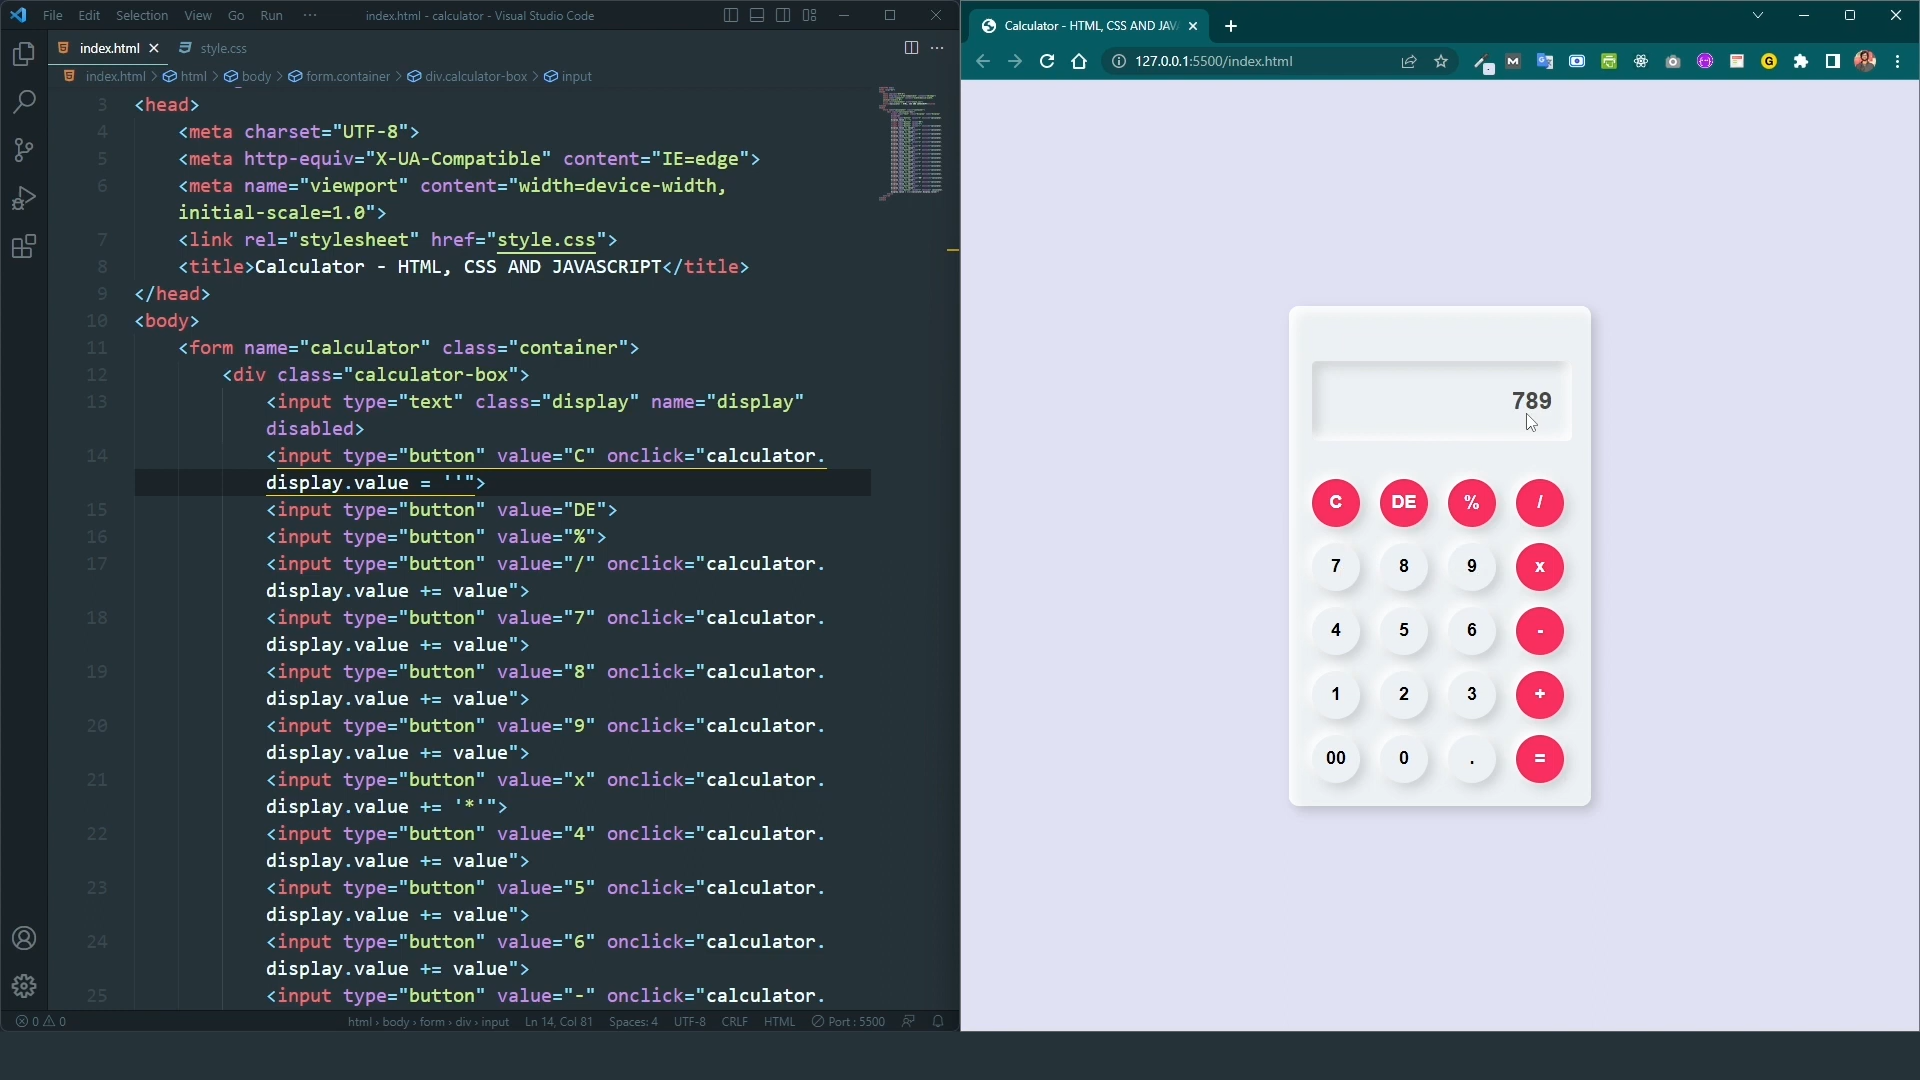 File Edit Selection View Go Run ··· index.html - calculator - Visual Studio Code
index.html style.css
index.html > html > body > form.container > div.calculator-box > input
3 <head>
4 <meta charset="UTF-8">
5 <meta http-equiv="X-UA-Compatible" content="IE=edge">
6 <meta name="viewport" content="width=device-width,
initial-scale=1.0">
7 <link rel="stylesheet" href="style.css">
8 <title>Calculator - HTML, CSS AND JAVASCRIPT</title>
9 </head>
10 <body>
11 <form name="calculator" class="container">
12 <div class="calculator-box">
13 <input type="text" class="display" name="display"
disabled>
14 <input type="button" value="C" onclick="calculator.
display.value = ''">
15 <input type="button" value="DE">
16 <input type="button" value="%">
17 <input type="button" value="/" onclick="calculator.
display.value += value">
18 <input type="button" value="7" onclick="calculator.
display.value += value">
19 <input type="button" value="8" onclick="calculator.
display.value += value">
20 <input type="button" value="9" onclick="calculator.
display.value += value">
21 <input type="button" value="x" onclick="calculator.
display.value += '*'">
22 <input type="button" value="4" onclick="calculator.
display.value += value">
23 <input type="button" value="5" onclick="calculator.
display.value += value">
24 <input type="button" value="6" onclick="calculator.
display.value += value">
25 <input type="button" value="-" onclick="calculator.
0 0 html > body > form > div > input Ln 14, Col 81 Spaces: 4 UTF-8 CRLF HTML Port : 5500
Calculator - HTML, CSS AND JAV
127.0.0.1:5500/index.html
789
C DE % /
7 8 9 x
4 5 6 -
1 2 3 +
00 0 . =